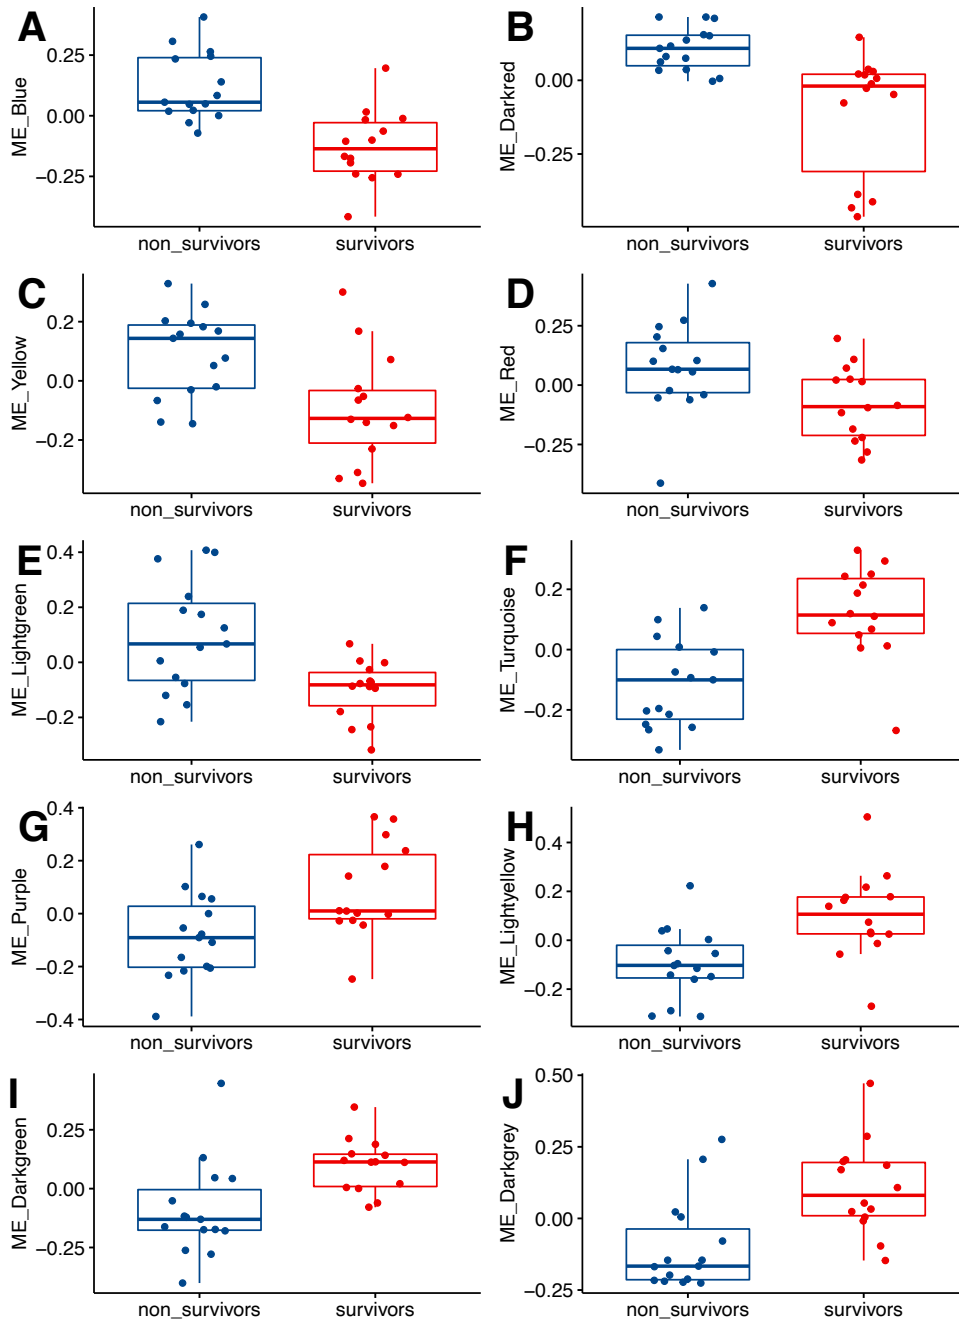 A
ME_Blue
0.25
0.00
−0.25
non_survivors survivors
B
ME_Darkred
0.00
−0.25
non_survivors survivors
C
ME_Yellow
0.2
0.0
−0.2
non_survivors survivors
D
ME_Red
0.25
0.00
−0.25
non_survivors survivors
E
ME_Lightgreen
0.4
0.2
0.0
−0.2
non_survivors survivors
F
ME_Turquoise
0.2
0.0
−0.2
non_survivors survivors
G
ME_Purple
0.4
0.2
0.0
−0.2
−0.4
non_survivors survivors
H
ME_Lightyellow
0.4
0.2
0.0
−0.2
non_survivors survivors
I
ME_Darkgreen
0.25
0.00
−0.25
non_survivors survivors
J
ME_Darkgrey
0.50
0.25
0.00
−0.25
non_survivors survivors